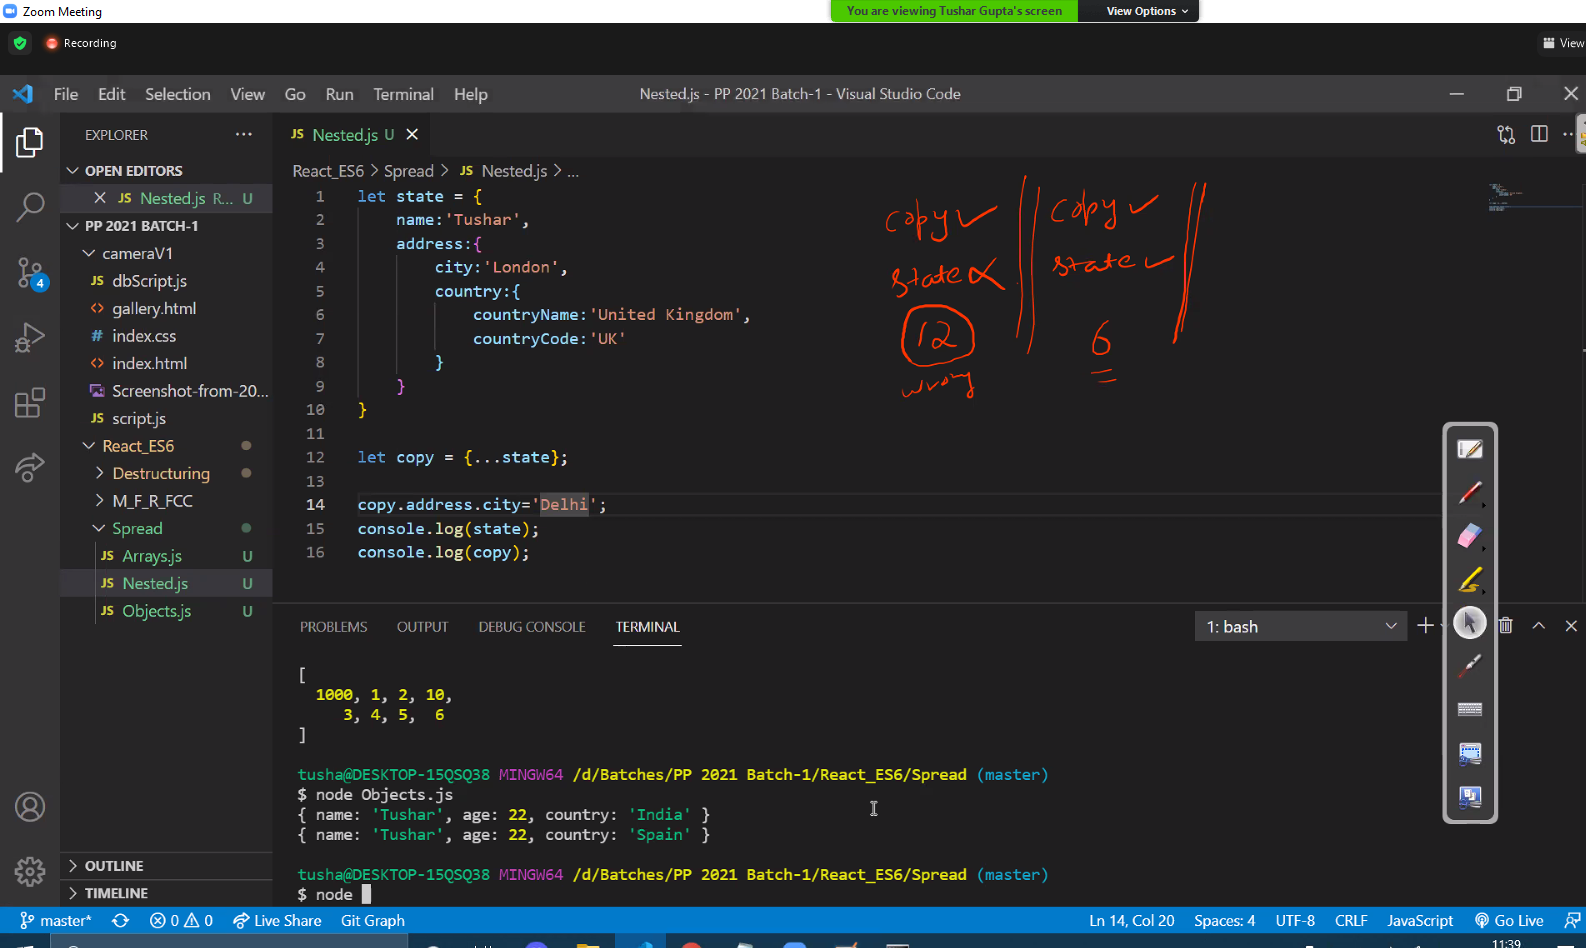 Zoom Meeting
You are viewing Tushar Gupta's screen
View Options
Recording
View
File Edit Selection View Go Run Terminal Help
Nested.js - PP 2021 Batch-1 - Visual Studio Code
EXPLORER
OPEN EDITORS
JS Nested.js R... U
PP 2021 BATCH-1
cameraV1
JS dbScript.js
<> gallery.html
# index.css
<> index.html
Screenshot-from-20...
JS script.js
React_ES6
Destructuring
M_F_R_FCC
Spread
JS Arrays.js U
JS Nested.js U
JS Objects.js U
OUTLINE
TIMELINE
4
JS Nested.js U
React_ES6 > Spread > JS Nested.js > ...
1 let state = {
2 name:'Tushar',
3 address:{
4 city:'London',
5 country:{
6 countryName:'United Kingdom',
7 countryCode:'UK'
8 }
9 }
10 }
11
12 let copy = {...state};
13
14 copy.address.city='Delhi';
15 console.log(state);
16 console.log(copy);
copy
state
12
wrong
copy
state
6
PROBLEMS OUTPUT DEBUG CONSOLE TERMINAL
1: bash
[
1000, 1, 2, 10,
3, 4, 5, 6
]
tusha@DESKTOP-15QSQ38 MINGW64 /d/Batches/PP 2021 Batch-1/React_ES6/Spread (master)
$ node Objects.js
{ name: 'Tushar', age: 22, country: 'India' }
{ name: 'Tushar', age: 22, country: 'Spain' }
tusha@DESKTOP-15QSQ38 MINGW64 /d/Batches/PP 2021 Batch-1/React_ES6/Spread (master)
$ node
master* 0 0 Live Share Git Graph
Ln 14, Col 20 Spaces: 4 UTF-8 CRLF JavaScript Go Live
11:39